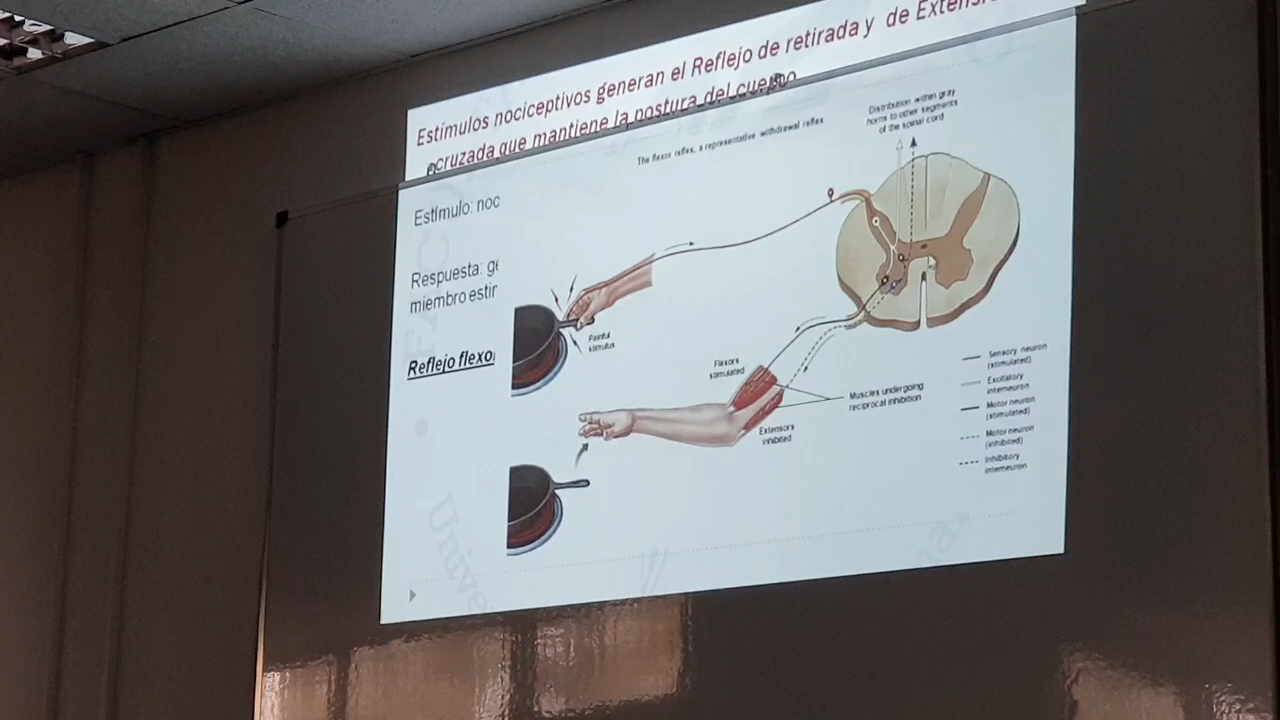 Estímulos nociceptivos generan el Reflejo de retirada y de
cruzada que mantiene la postura del cuerpo
The flexor reflex, a representative withdrawal reflex
Distribution within gray
horns to other segments
of the spinal cord
Estímulo:
Respuesta:
miembro
Reflejo
Painful
stimulus
Flexors
stimulated
Muscles undergoing
reciprocal inhibition
Extensors
inhibited
Sensory neuron
(stimulated)
Excitatory
interneuron
Motor neuron
(stimulated)
Motor neuron
(inhibited)
Inhibitory
interneuron